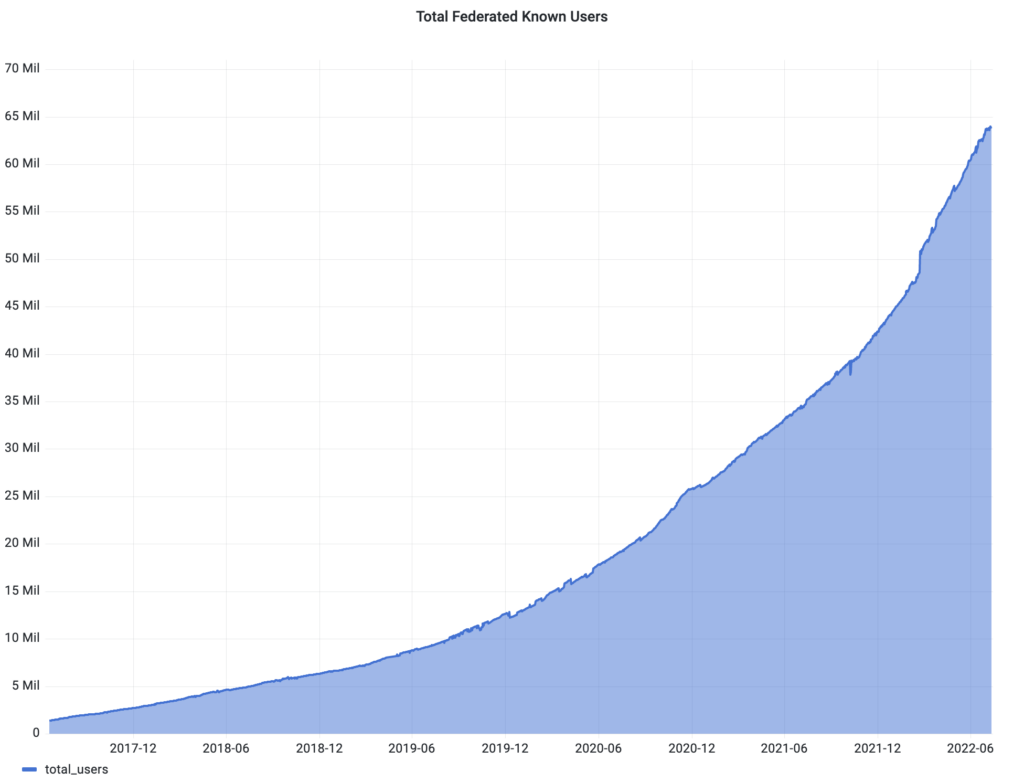 Total Federated Known Users
70 Mil
65 Mil
60 Mil
55 Mil
50 Mil
45 Mil
40 Mil
35 Mil
30 Mil
25 Mil
20 Mil
15 Mil
10 Mil
5 Mil
0
2017-12 2018-06 2018-12 2019-06 2019-12 2020-06 2020-12 2021-06 2021-12 2022-06
total_users